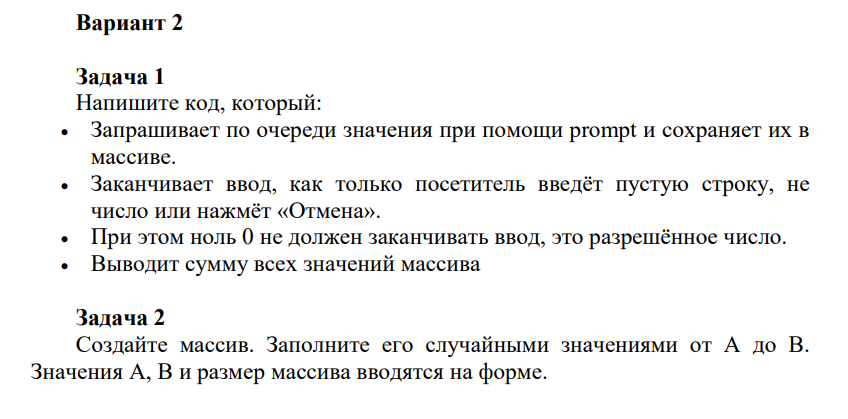 Вариант 2
Задача 1
Напишите код, который:
• Запрашивает по очереди значения при помощи prompt и сохраняет их в
массиве.
• Заканчивает ввод, как только посетитель введёт пустую строку, не
число или нажмёт «Отмена».
• При этом ноль 0 не должен заканчивать ввод, это разрешённое число.
• Выводит сумму всех значений массива
Задача 2
Создайте массив. Заполните его случайными значениями от А до В.
Значения А, В и размер массива вводятся на форме.